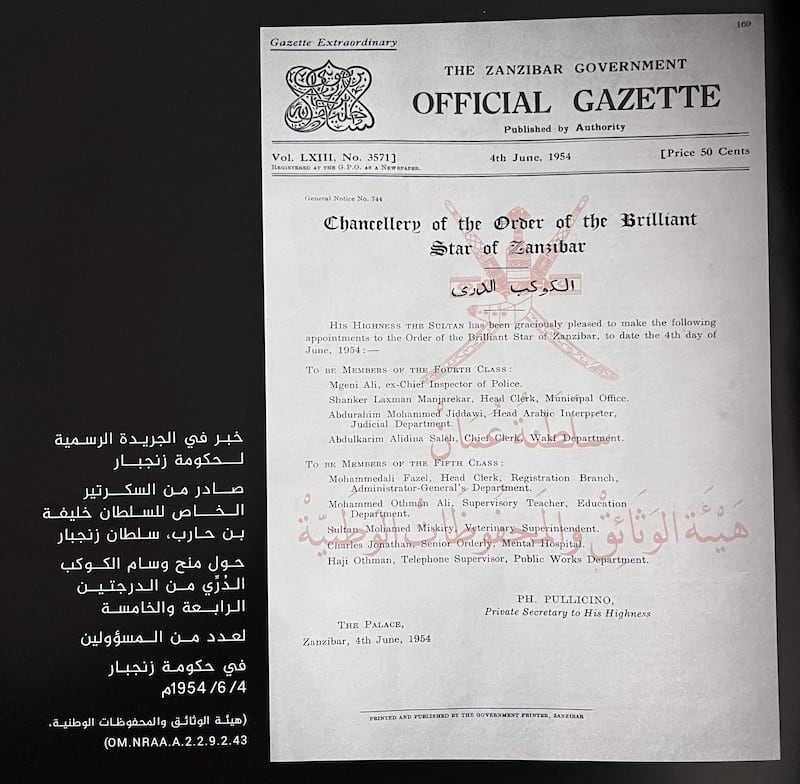 169
Gazette Extraordinary
THE ZANZIBAR GOVERNMENT
OFFICIAL GAZETTE
Published by Authority
Vol. LXIII, No. 3571]
4th June, 1954
[Price 50 Cents
REGISTERED AT THE G.P.O. AS A NEWSPAPER.
General Notice No. 744
Chancellery of the Order of the Brilliant
Star of Zanzibar
الكوكب الدرى
HIS HIGHNESS THE SULTAN has been graciously pleased to make the following
appointments to the Order of the Brilliant Star of Zanzibar, to date the 4th day of
June, 1954:—
TO BE MEMBERS OF THE FOURTH CLASS:
Mgeni Ali, ex-Chief Inspector of Police.
Shanker Laxman Manjarekar, Head Clerk, Municipal Office.
Abdurahim Mohammed Jiddawi, Head Arabic Interpreter,
Judicial Department.
Abdulkarim Alidina Saleh, Chief Clerk, Wakf Department.
سلطنة عمان
TO BE MEMBERS OF THE FIFTH CLASS:
Mohammedali Fazel, Head Clerk, Registration Branch,
Administrator-General's Department.
Mohammed Othman Ali, Supervisory Teacher, Education
Department.
Sultan Mohamed Miskiry, Veterinary Superintendent.
هيئة الوثائق والمحفوظات الوطنية
Charles Jonathan, Senior Orderly, Mental Hospital.
Haji Othman, Telephone Supervisor, Public Works Department.
PH. PULLICINO,
Private Secretary to His Highness
THE PALACE,
Zanzibar, 4th June, 1954
PRINTED AND PUBLISHED BY THE GOVERNMENT PRINTER, ZANZIBAR
خبر في الجريدة الرسمية
لـحكومة زنجبار
صادر من السكرتير
الخاص للسلطان خليفة
بن حارب، سلطان زنجبار
حول منح وسام الكوكب
الدُرِّي من الدرجتين
الرابعة والخامسة
لعدد من المسؤولين
في حكومة زنجبار
4/ 6/ 1954م
(هيئة الوثائق والمحفوظات الوطنية،
OM.NRAA.A.2.2.9.2.43)